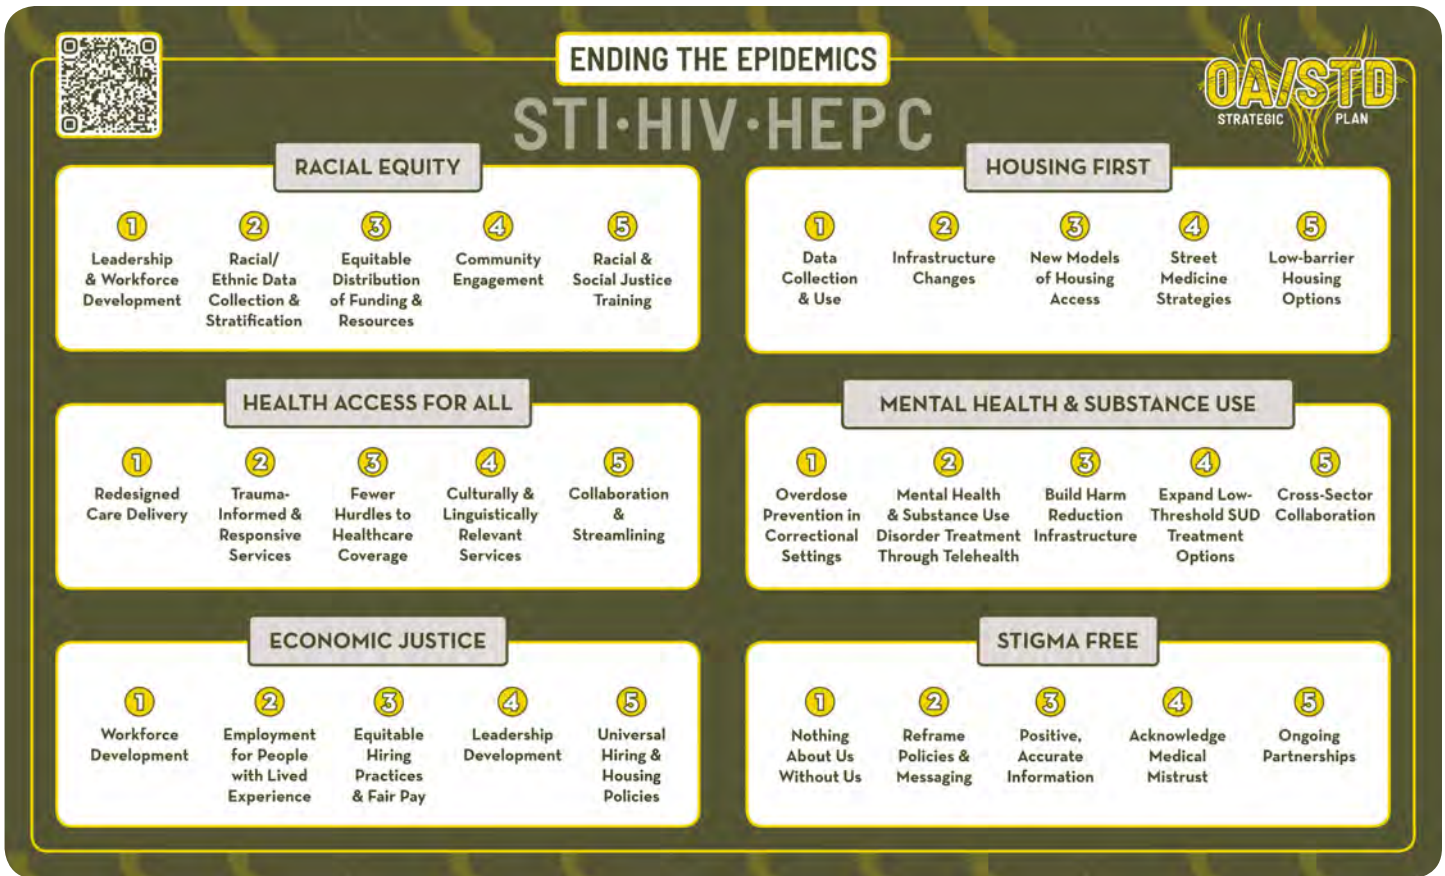 ENDING THE EPIDEMICS
STI·HIV·HEP C
OA/STD
STRATEGIC PLAN
RACIAL EQUITY
1
Leadership
& Workforce
Development
2
Racial/
Ethnic Data
Collection &
Stratification
3
Equitable
Distribution
of Funding &
Resources
4
Community
Engagement
5
Racial &
Social Justice
Training
HOUSING FIRST
1
Data
Collection
& Use
2
Infrastructure
Changes
3
New Models
of Housing
Access
4
Street
Medicine
Strategies
5
Low-barrier
Housing
Options
HEALTH ACCESS FOR ALL
1
Redesigned
Care Delivery
2
Trauma-
Informed &
Responsive
Services
3
Fewer
Hurdles to
Healthcare
Coverage
4
Culturally &
Linguistically
Relevant
Services
5
Collaboration
&
Streamlining
MENTAL HEALTH & SUBSTANCE USE
1
Overdose
Prevention in
Correctional
Settings
2
Mental Health
& Substance Use
Disorder Treatment
Through Telehealth
3
Build Harm
Reduction
Infrastructure
4
Expand Low-
Threshold SUD
Treatment
Options
5
Cross-Sector
Collaboration
ECONOMIC JUSTICE
1
Workforce
Development
2
Employment
for People
with Lived
Experience
3
Equitable
Hiring
Practices
& Fair Pay
4
Leadership
Development
5
Universal
Hiring &
Housing
Policies
STIGMA FREE
1
Nothing
About Us
Without Us
2
Reframe
Policies &
Messaging
3
Positive,
Accurate
Information
4
Acknowledge
Medical
Mistrust
5
Ongoing
Partnerships